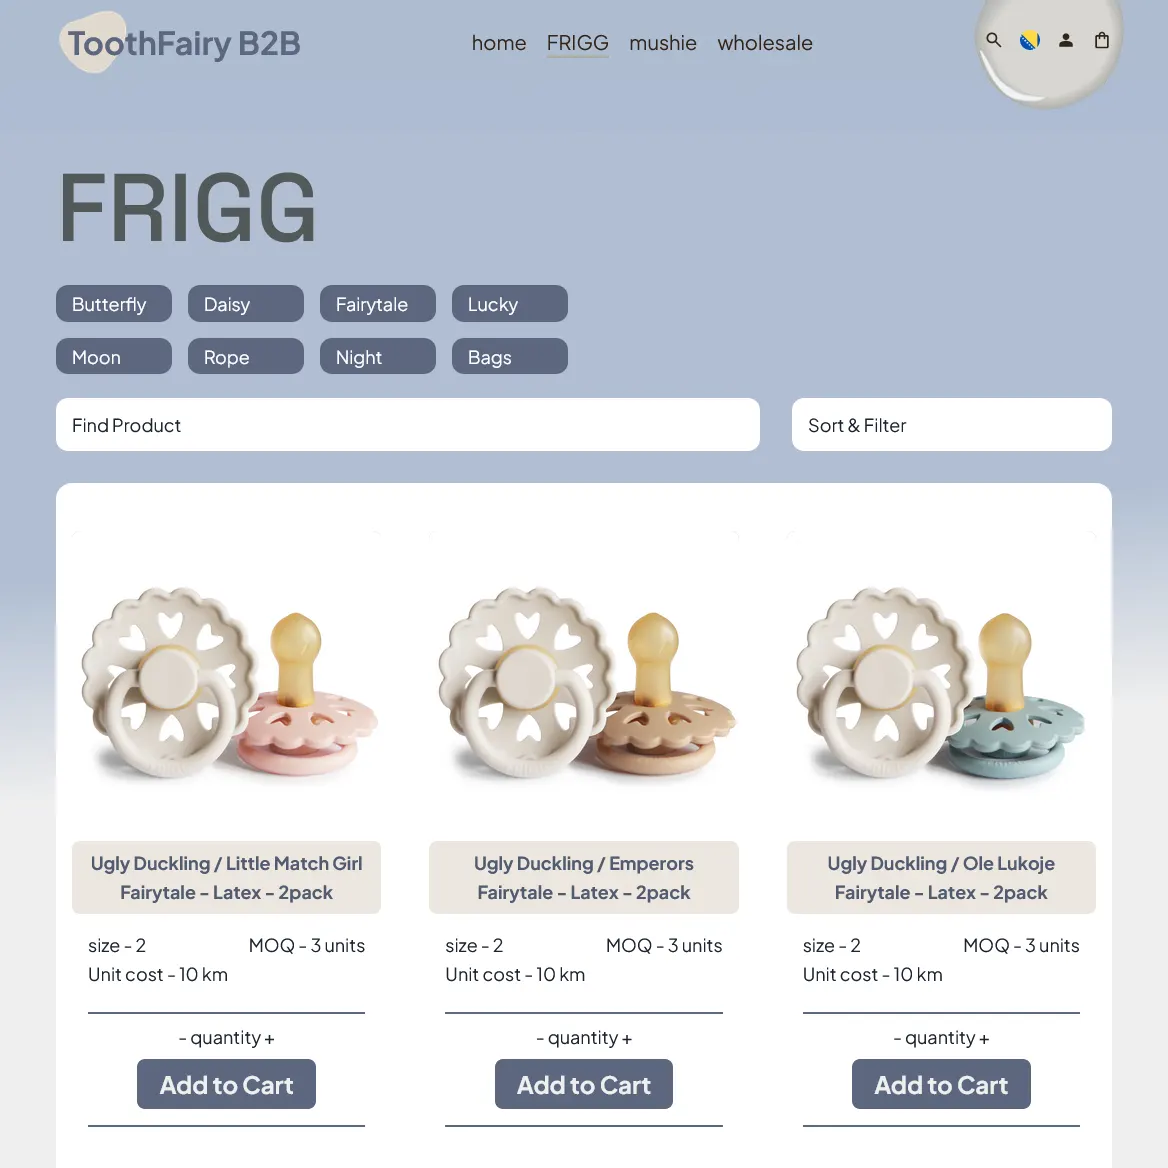 ToothFairy B2B
home FRIGG mushie wholesale
FRIGG
Butterfly Daisy Fairytale Lucky
Moon Rope Night Bags
Find Product
Sort & Filter
Ugly Duckling / Little Match Girl
Fairytale - Latex - 2pack
size - 2 MOQ - 3 units
Unit cost - 10 km
- quantity +
Add to Cart
Ugly Duckling / Emperors
Fairytale - Latex - 2pack
size - 2 MOQ - 3 units
Unit cost - 10 km
- quantity +
Add to Cart
Ugly Duckling / Ole Lukoje
Fairytale - Latex - 2pack
size - 2 MOQ - 3 units
Unit cost - 10 km
- quantity +
Add to Cart